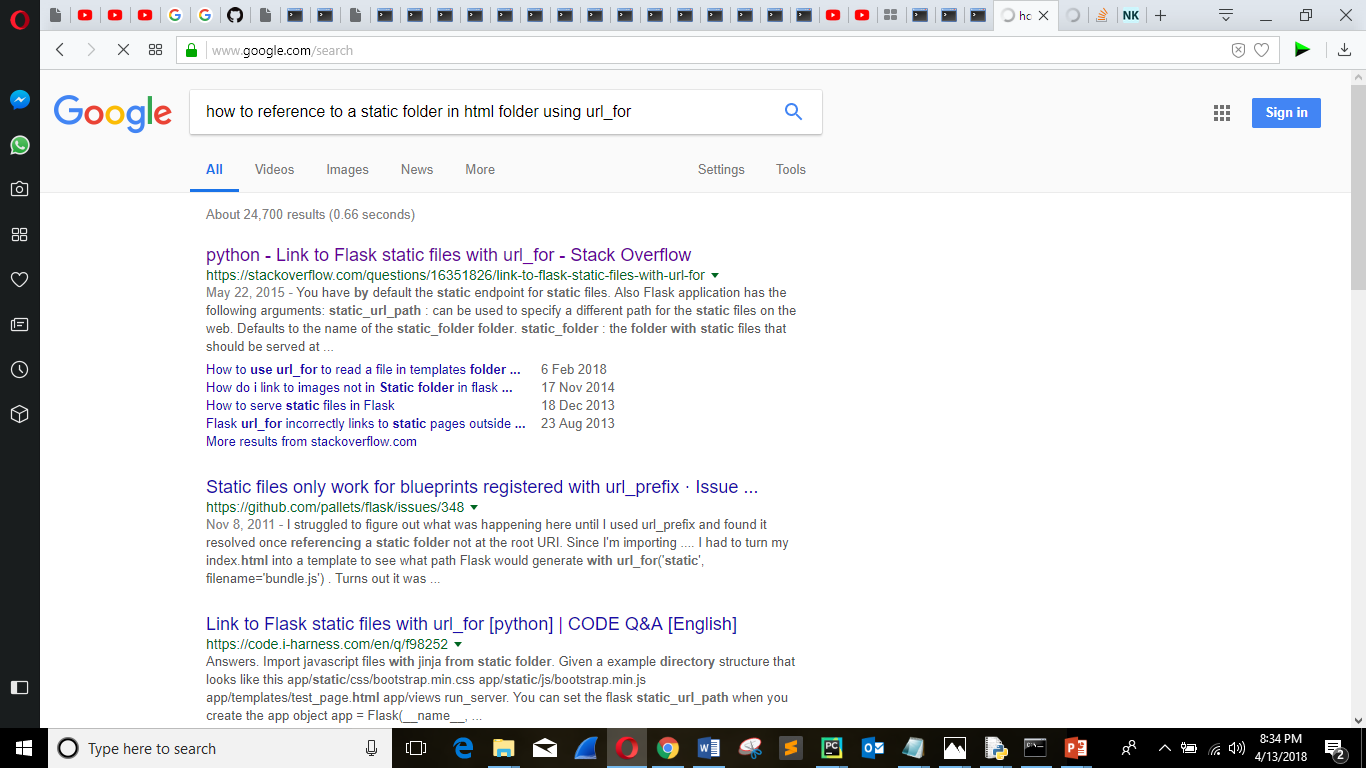 hc
NK
www.google.com/search
Google
how to reference to a static folder in html folder using url_for
Sign in
All Videos Images News More Settings Tools
About 24,700 results (0.66 seconds)
python - Link to Flask static files with url_for - Stack Overflow
https://stackoverflow.com/questions/16351826/link-to-flask-static-files-with-url-for
May 22, 2015 - You have by default the static endpoint for static files. Also Flask application has the
following arguments: static_url_path : can be used to specify a different path for the static files on the
web. Defaults to the name of the static_folder folder. static_folder : the folder with static files that
should be served at ...
How to use url_for to read a file in templates folder ... 6 Feb 2018
How do i link to images not in Static folder in flask ... 17 Nov 2014
How to serve static files in Flask 18 Dec 2013
Flask url_for incorrectly links to static pages outside ... 23 Aug 2013
More results from stackoverflow.com
Static files only work for blueprints registered with url_prefix · Issue ...
https://github.com/pallets/flask/issues/348
Nov 8, 2011 - I struggled to figure out what was happening here until I used url_prefix and found it
resolved once referencing a static folder not at the root URI. Since I'm importing .... I had to turn my
index.html into a template to see what path Flask would generate with url_for('static',
filename='bundle.js') . Turns out it was ...
Link to Flask static files with url_for [python] | CODE Q&A [English]
https://code.i-harness.com/en/q/f98252
Answers. Import javascript files with jinja from static folder. Given a example directory structure that
looks like this app/static/css/bootstrap.min.css app/static/js/bootstrap.min.js
app/templates/test_page.html app/views run_server. You can set the flask static_url_path when you
create the app object app = Flask(__name__, ...
Type here to search
8:34 PM
4/13/2018
2